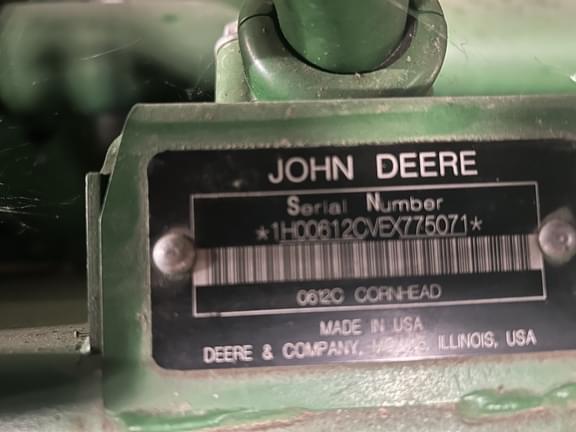 JOHN DEERE
Serial Number
*1H00612CVEX775071*
0612C CORNHEAD
MADE IN USA
DEERE & COMPANY, ILLINOIS, USA